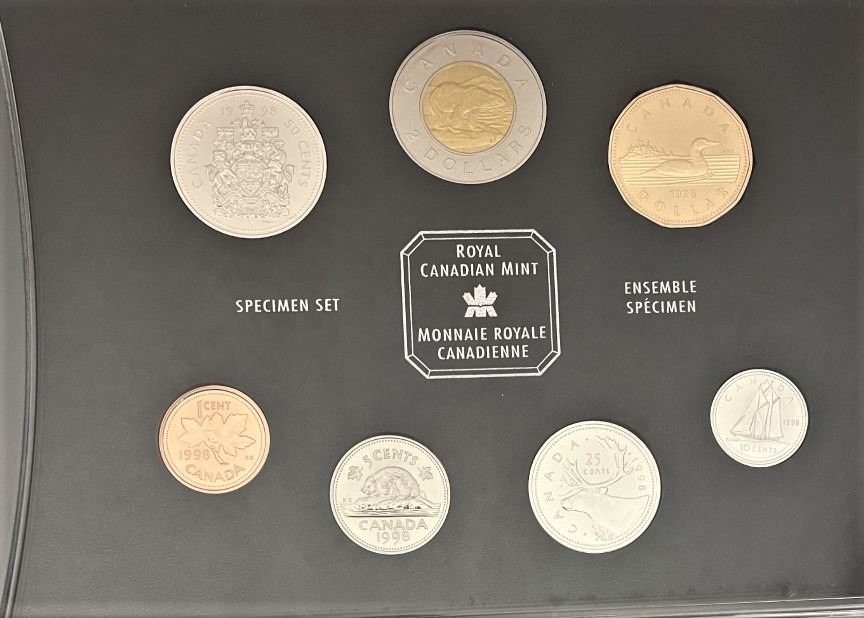 CANADA
2 DOLLARS
1998
CANADA
50 CENTS
CANADA
1998
DOLLAR
ROYAL
CANADIAN MINT
MONNAIE ROYALE
CANADIENNE
SPECIMEN SET
ENSEMBLE
SPÉCIMEN
1 CENT
1998
CANADA
5 CENTS
CANADA
1998
25
CENTS
1998
CANADA
CANADA
1998
10 CENTS